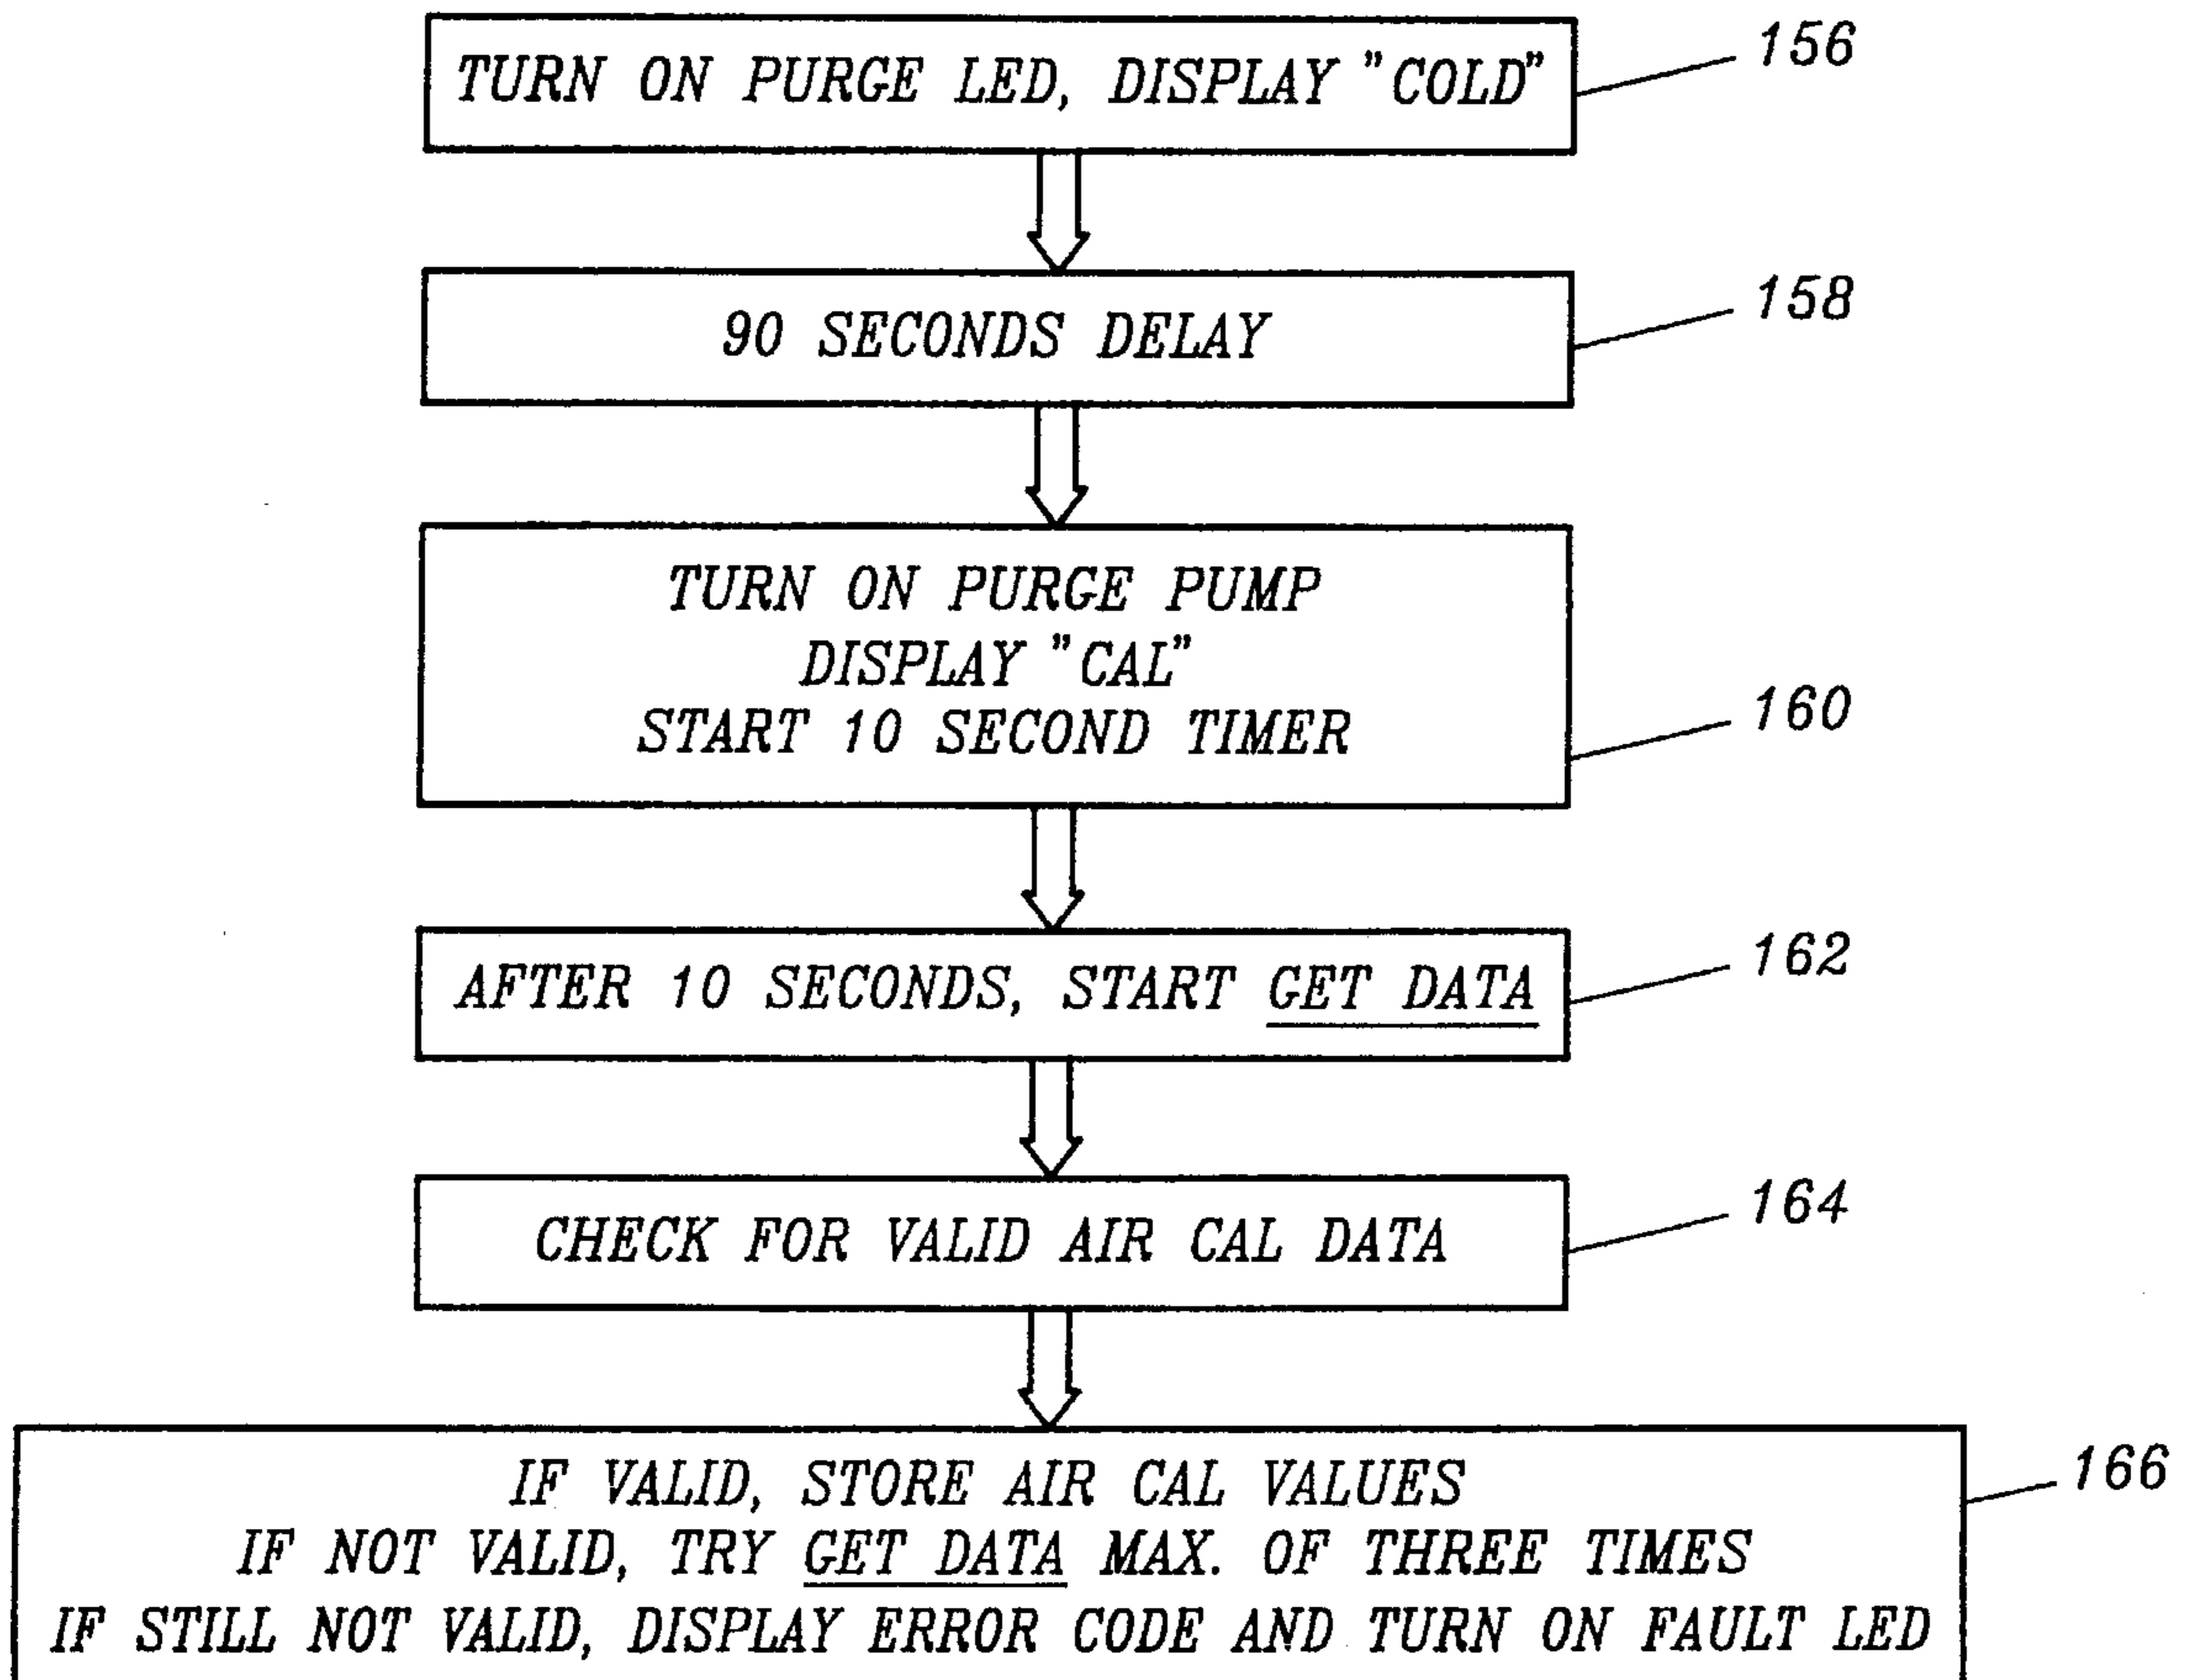 TURN ON PURGE LED, DISPLAY "COLD"
156
90 SECONDS DELAY
158
TURN ON PURGE PUMP
DISPLAY "CAL"
START 10 SECOND TIMER
160
AFTER 10 SECONDS, START GET DATA
162
CHECK FOR VALID AIR CAL DATA
164
IF VALID, STORE AIR CAL VALUES
IF NOT VALID, TRY GET DATA MAX. OF THREE TIMES
IF STILL NOT VALID, DISPLAY ERROR CODE AND TURN ON FAULT LED
166